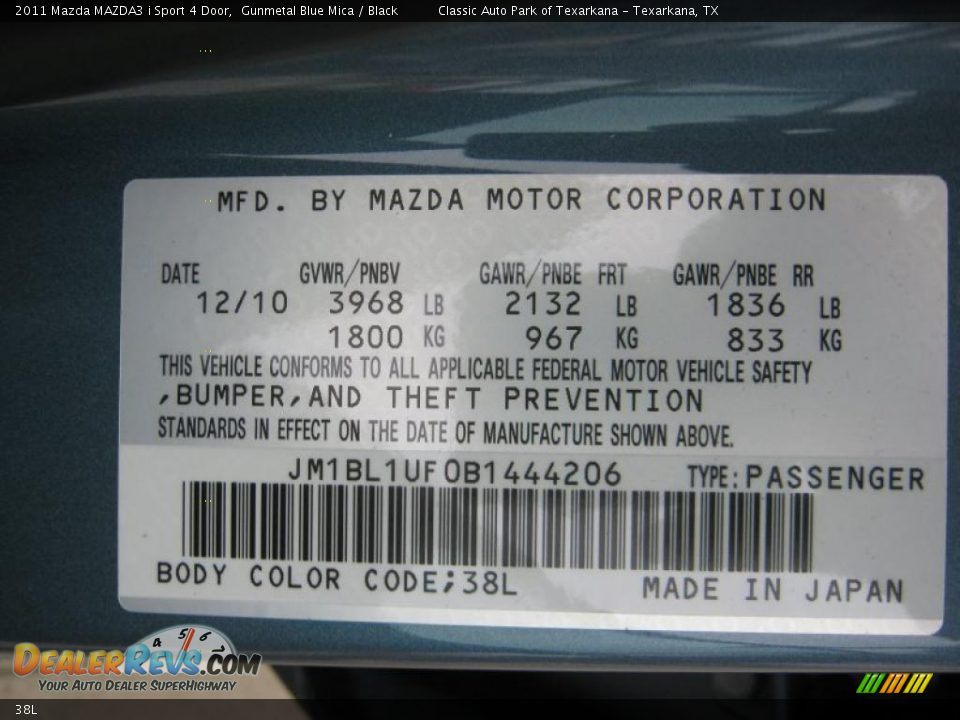 2011 Mazda MAZDA3 i Sport 4 Door, Gunmetal Blue Mica / Black Classic Auto Park of Texarkana - Texarkana, TX
MFD. BY MAZDA MOTOR CORPORATION
DATE GVWR/PNBV GAWR/PNBE FRT GAWR/PNBE RR
12/10 3968 LB 2132 LB 1836 LB
1800 KG 967 KG 833 KG
THIS VEHICLE CONFORMS TO ALL APPLICABLE FEDERAL MOTOR VEHICLE SAFETY
,BUMPER,AND THEFT PREVENTION
STANDARDS IN EFFECT ON THE DATE OF MANUFACTURE SHOWN ABOVE.
JM1BL1UF0B1444206 TYPE:PASSENGER
BODY COLOR CODE;38L MADE IN JAPAN
4 5 6
DEALERREVS.COM
YOUR AUTO DEALER SUPERHIGHWAY
38L